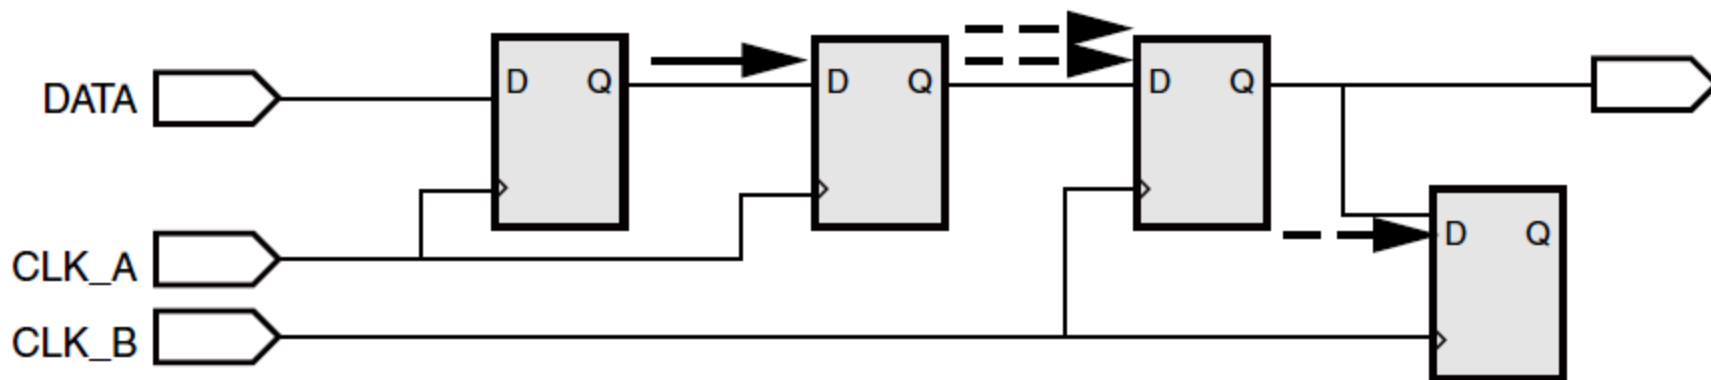 DATA
D Q
D Q
D Q
D Q
CLK_A
CLK_B